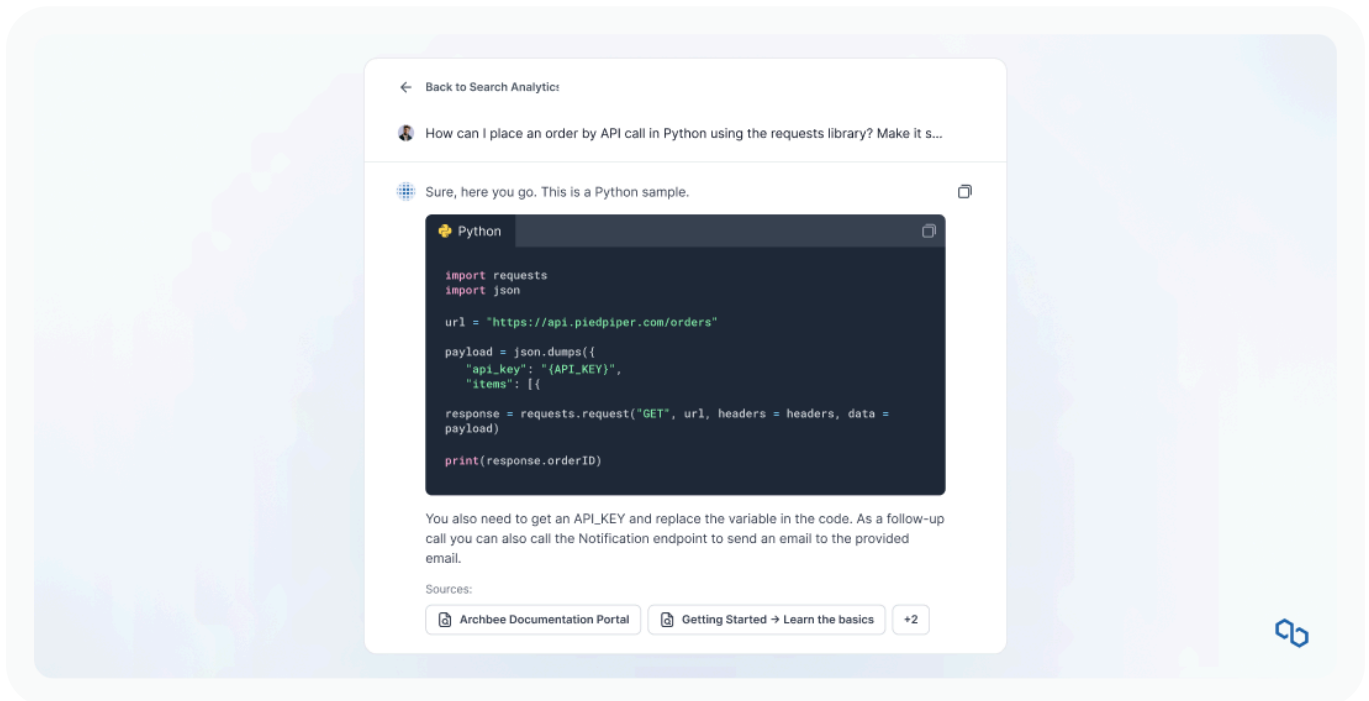 Back to Search Analytics
How can I place an order by API call in Python using the requests library? Make it s...
Sure, here you go. This is a Python sample.
Python
import requests
import json
url = "https://api.piedpiper.com/orders"
payload = json.dumps({
"api_key": "{API_KEY}",
"items": [{
response = requests.request("GET", url, headers = headers, data =
payload)
print(response.orderID)
You also need to get an API_KEY and replace the variable in the code. As a follow-up
call you can also call the Notification endpoint to send an email to the provided
email.
Sources:
Archbee Documentation Portal
Getting Started → Learn the basics
+2